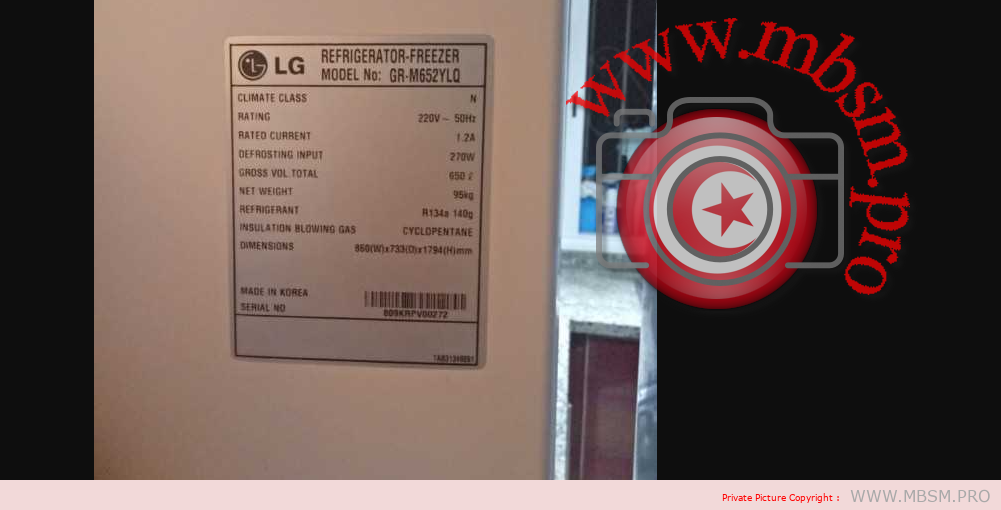 LG
REFRIGERATOR-FREEZER
MODEL No: GR-M652YLQ
CLIMATE CLASS N
RATING 220V ~ 50Hz
RATED CURRENT 1.2A
DEFROSTING INPUT 270W
GROSS VOL.TOTAL 650 ℓ
NET WEIGHT 95kg
REFRIGERANT R134a 140g
INSULATION BLOWING GAS CYCLOPENTANE
DIMENSIONS 860(W)x733(D)x1794(H)mm
MADE IN KOREA
SERIAL NO 809KRPV00272
www.mbsm.pro
Private Picture Copyright : WWW.MBSM.PRO